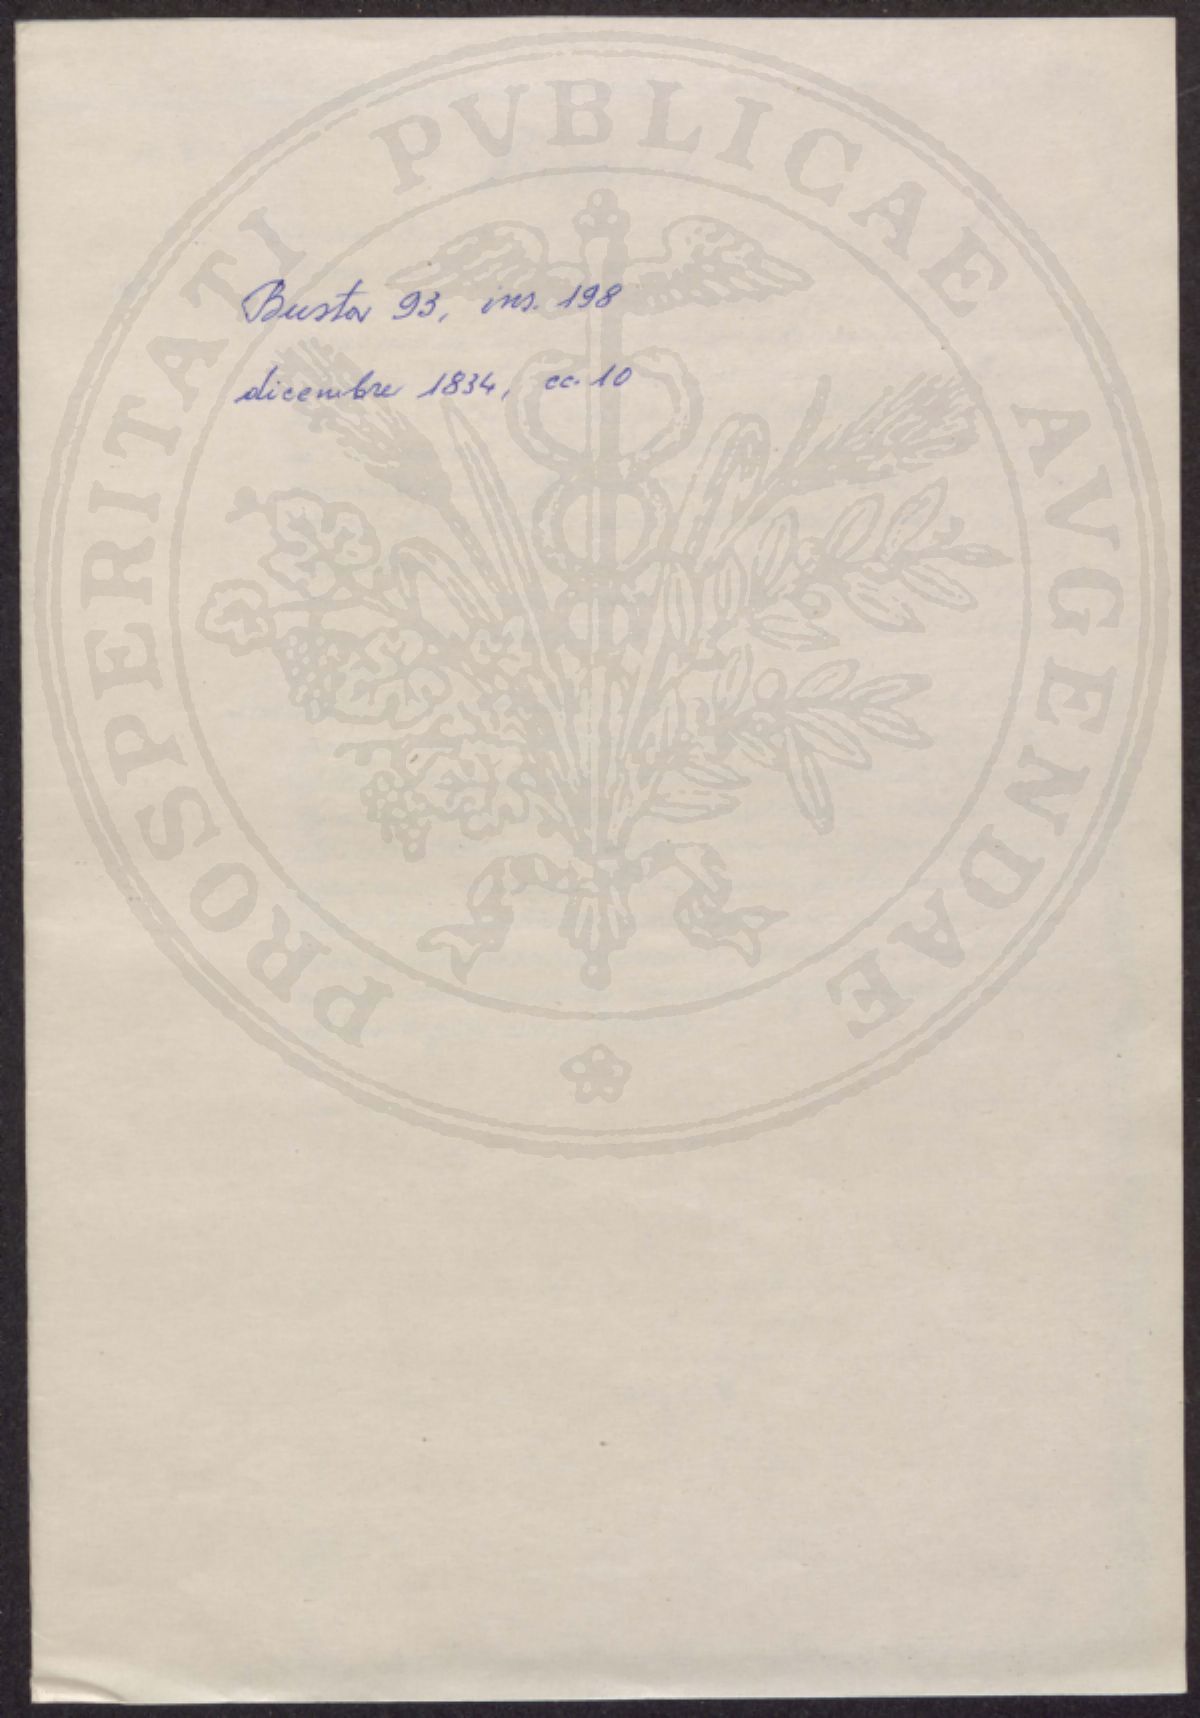 PROSPERITATI PVBLICAE AVGENDAE
Busta 93, ins. 198
dicembre 1834, cc. 10